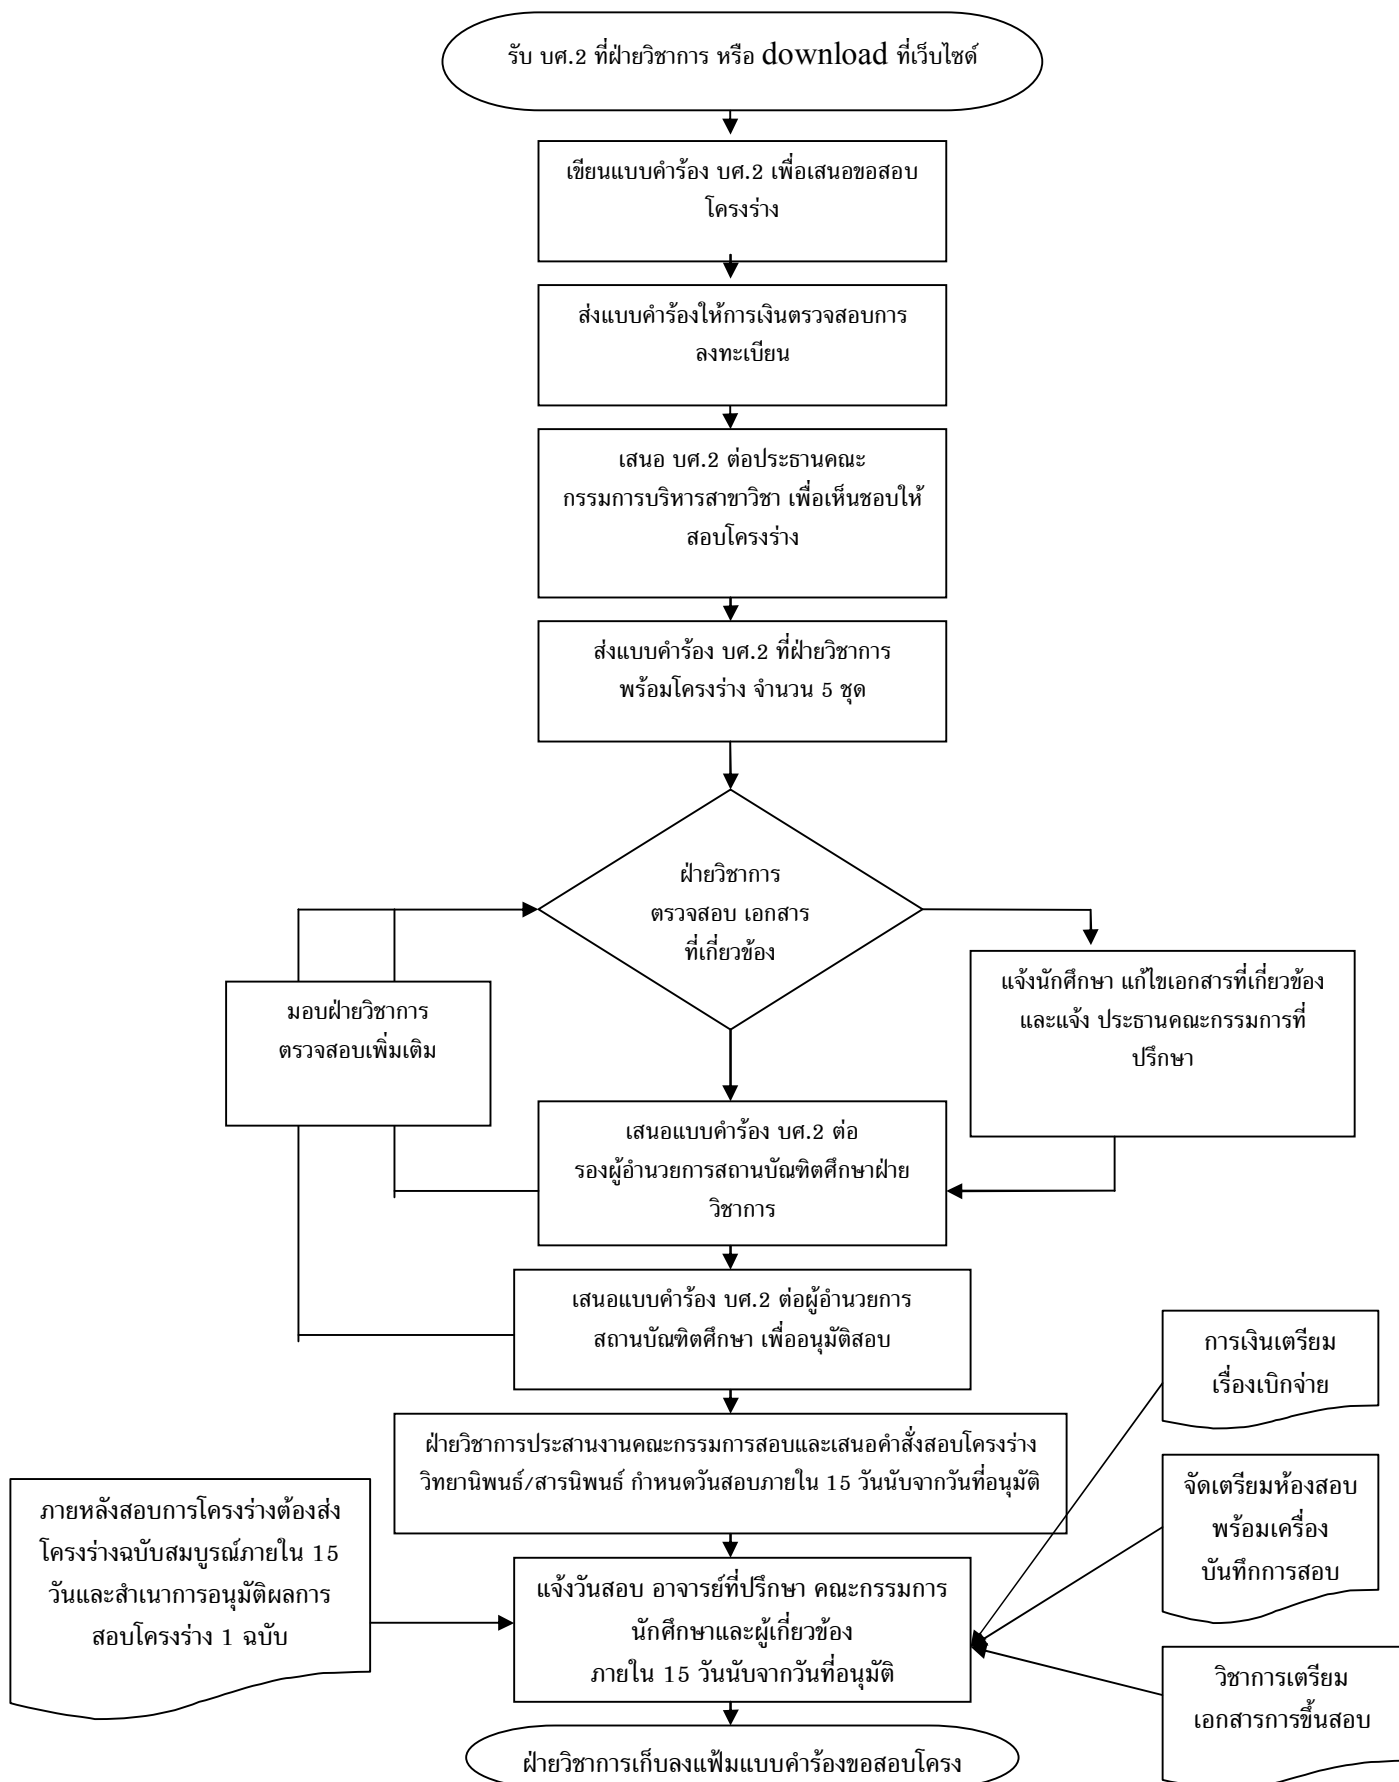 รับ บศ.2 ที่ฝ่ายวิชาการ หรือ download ที่เว็บไซด์
เขียนแบบคำร้อง บศ.2 เพื่อเสนอขอสอบ
โครงร่าง
ส่งแบบคำร้องให้การเงินตรวจสอบการ
ลงทะเบียน
เสนอ บศ.2 ต่อประธานคณะ
กรรมการบริหารสาขาวิชา เพื่อเห็นชอบให้
สอบโครงร่าง
ส่งแบบคำร้อง บศ.2 ที่ฝ่ายวิชาการ
พร้อมโครงร่าง จำนวน 5 ชุด
ฝ่ายวิชาการ
ตรวจสอบ เอกสาร
ที่เกี่ยวข้อง
มอบฝ่ายวิชาการ
ตรวจสอบเพิ่มเติม
แจ้งนักศึกษา แก้ไขเอกสารที่เกี่ยวข้อง
และแจ้ง ประธานคณะกรรมการที่
ปรึกษา
เสนอแบบคำร้อง บศ.2 ต่อ
รองผู้อำนวยการสถานบัณฑิตศึกษาฝ่าย
วิชาการ
เสนอแบบคำร้อง บศ.2 ต่อผู้อำนวยการ
สถานบัณฑิตศึกษา เพื่ออนุมัติสอบ
การเงินเตรียม
เรื่องเบิกจ่าย
ฝ่ายวิชาการประสานงานคณะกรรมการสอบและเสนอคำสั่งสอบโครงร่าง
วิทยานิพนธ์/สารนิพนธ์ กำหนดวันสอบภายใน 15 วันนับจากวันที่อนุมัติ
จัดเตรียมห้องสอบ
พร้อมเครื่อง
บันทึกการสอบ
ภายหลังสอบการโครงร่างต้องส่ง
โครงร่างฉบับสมบูรณ์ภายใน 15
วันและสำเนาการอนุมัติผลการ
สอบโครงร่าง 1 ฉบับ
แจ้งวันสอบ อาจารย์ที่ปรึกษา คณะกรรมการ
นักศึกษาและผู้เกี่ยวข้อง
ภายใน 15 วันนับจากวันที่อนุมัติ
วิชาการเตรียม
เอกสารการขึ้นสอบ
ฝ่ายวิชาการเก็บลงแฟ้มแบบคำร้องขอสอบโครง